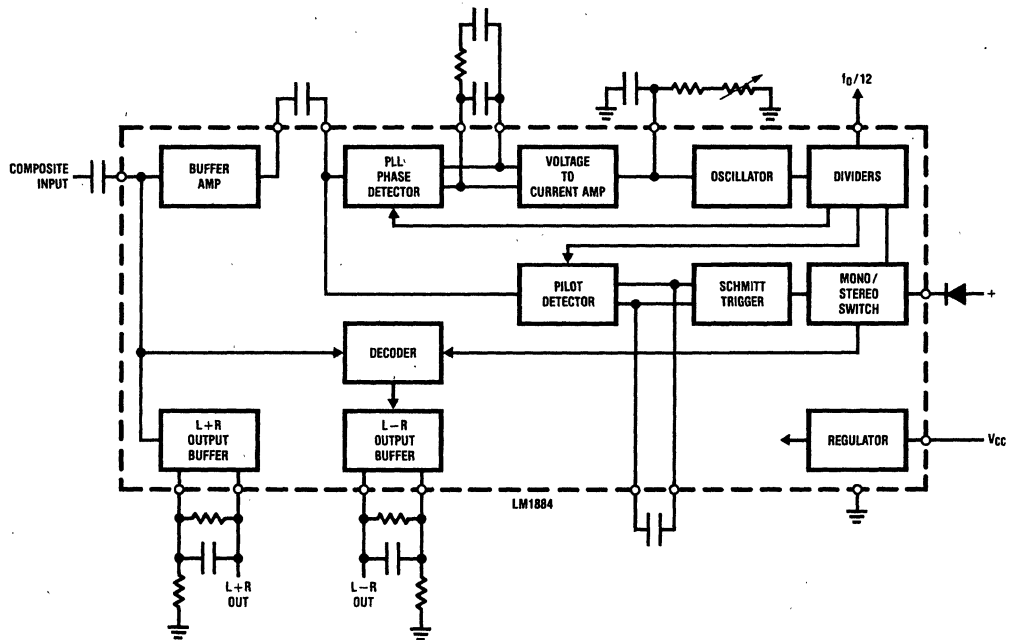 f₀/12
COMPOSITE
INPUT
BUFFER
AMP
PLL
PHASE
DETECTOR
VOLTAGE
TO
CURRENT AMP
OSCILLATOR
DIVIDERS
PILOT
DETECTOR
SCHMITT
TRIGGER
MONO/
STEREO
SWITCH
+
DECODER
L+R
OUTPUT
BUFFER
L−R
OUTPUT
BUFFER
REGULATOR
VCC
LM1884
L+R
OUT
L−R
OUT